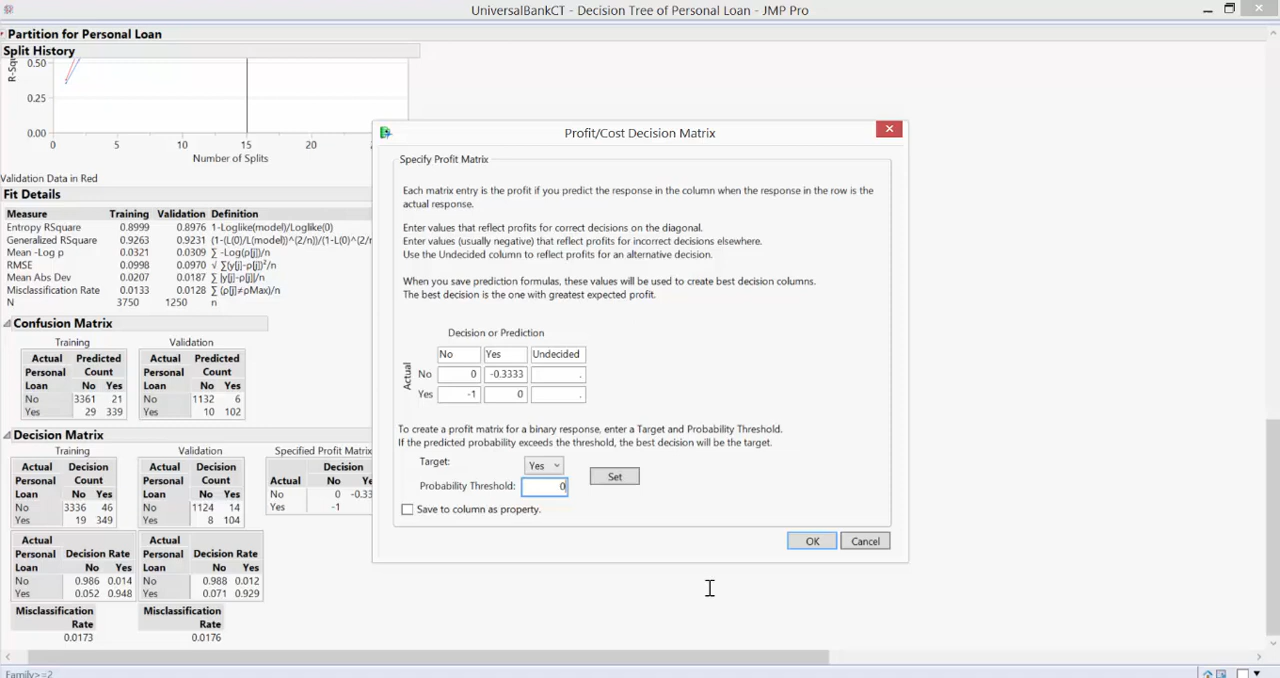 UniversalBankCT - Decision Tree of Personal Loan - JMP Pro
Partition for Personal Loan
Split History
R-Squ
0.50
0.25
0.00
0 5 10 15 20
Number of Splits
Validation Data in Red
Fit Details
Measure Training Validation Definition
Entropy RSquare 0.8999 0.8976 1-Loglike(model)/Loglike(0)
Generalized RSquare 0.9263 0.9231 (1-(L(0)/L(model))^(2/n))/(1-L(0)^(2/n
Mean -Log p 0.0321 0.0309 ∑ -Log(ρ[j])/n
RMSE 0.0998 0.0970 √ ∑(y[j]-ρ[j])²/n
Mean Abs Dev 0.0207 0.0187 ∑ |y[j]-ρ[j]|/n
Misclassification Rate 0.0133 0.0128 ∑ (ρ[j]≠ρMax)/n
N 3750 1250 n
Confusion Matrix
Training
Actual Predicted
Personal Count
Loan No Yes
No 3361 21
Yes 29 339
Validation
Actual Predicted
Personal Count
Loan No Yes
No 1132 6
Yes 10 102
Decision Matrix
Training
Actual Decision
Personal Count
Loan No Yes
No 3336 46
Yes 19 349
Actual
Personal Decision Rate
Loan No Yes
No 0.986 0.014
Yes 0.052 0.948
Misclassification
Rate
0.0173
Validation
Actual Decision
Personal Count
Loan No Yes
No 1124 14
Yes 8 104
Actual
Personal Decision Rate
Loan No Yes
No 0.988 0.012
Yes 0.071 0.929
Misclassification
Rate
0.0176
Specified Profit Matrix
Decision
Actual No Ye
No 0 -0.33
Yes -1
Profit/Cost Decision Matrix
Specify Profit Matrix
Each matrix entry is the profit if you predict the response in the column when the response in the row is the
actual response.
Enter values that reflect profits for correct decisions on the diagonal.
Enter values (usually negative) that reflect profits for incorrect decisions elsewhere.
Use the Undecided column to reflect profits for an alternative decision.
When you save prediction formulas, these values will be used to create best decision columns.
The best decision is the one with greatest expected profit.
Decision or Prediction
No Yes Undecided
Actual
No 0 -0.3333 .
Yes -1 0 .
To create a profit matrix for a binary response, enter a Target and Probability Threshold.
If the predicted probability exceeds the threshold, the best decision will be the target.
Target: Yes
Set
Probability Threshold: 0
Save to column as property.
OK Cancel
Family>=2